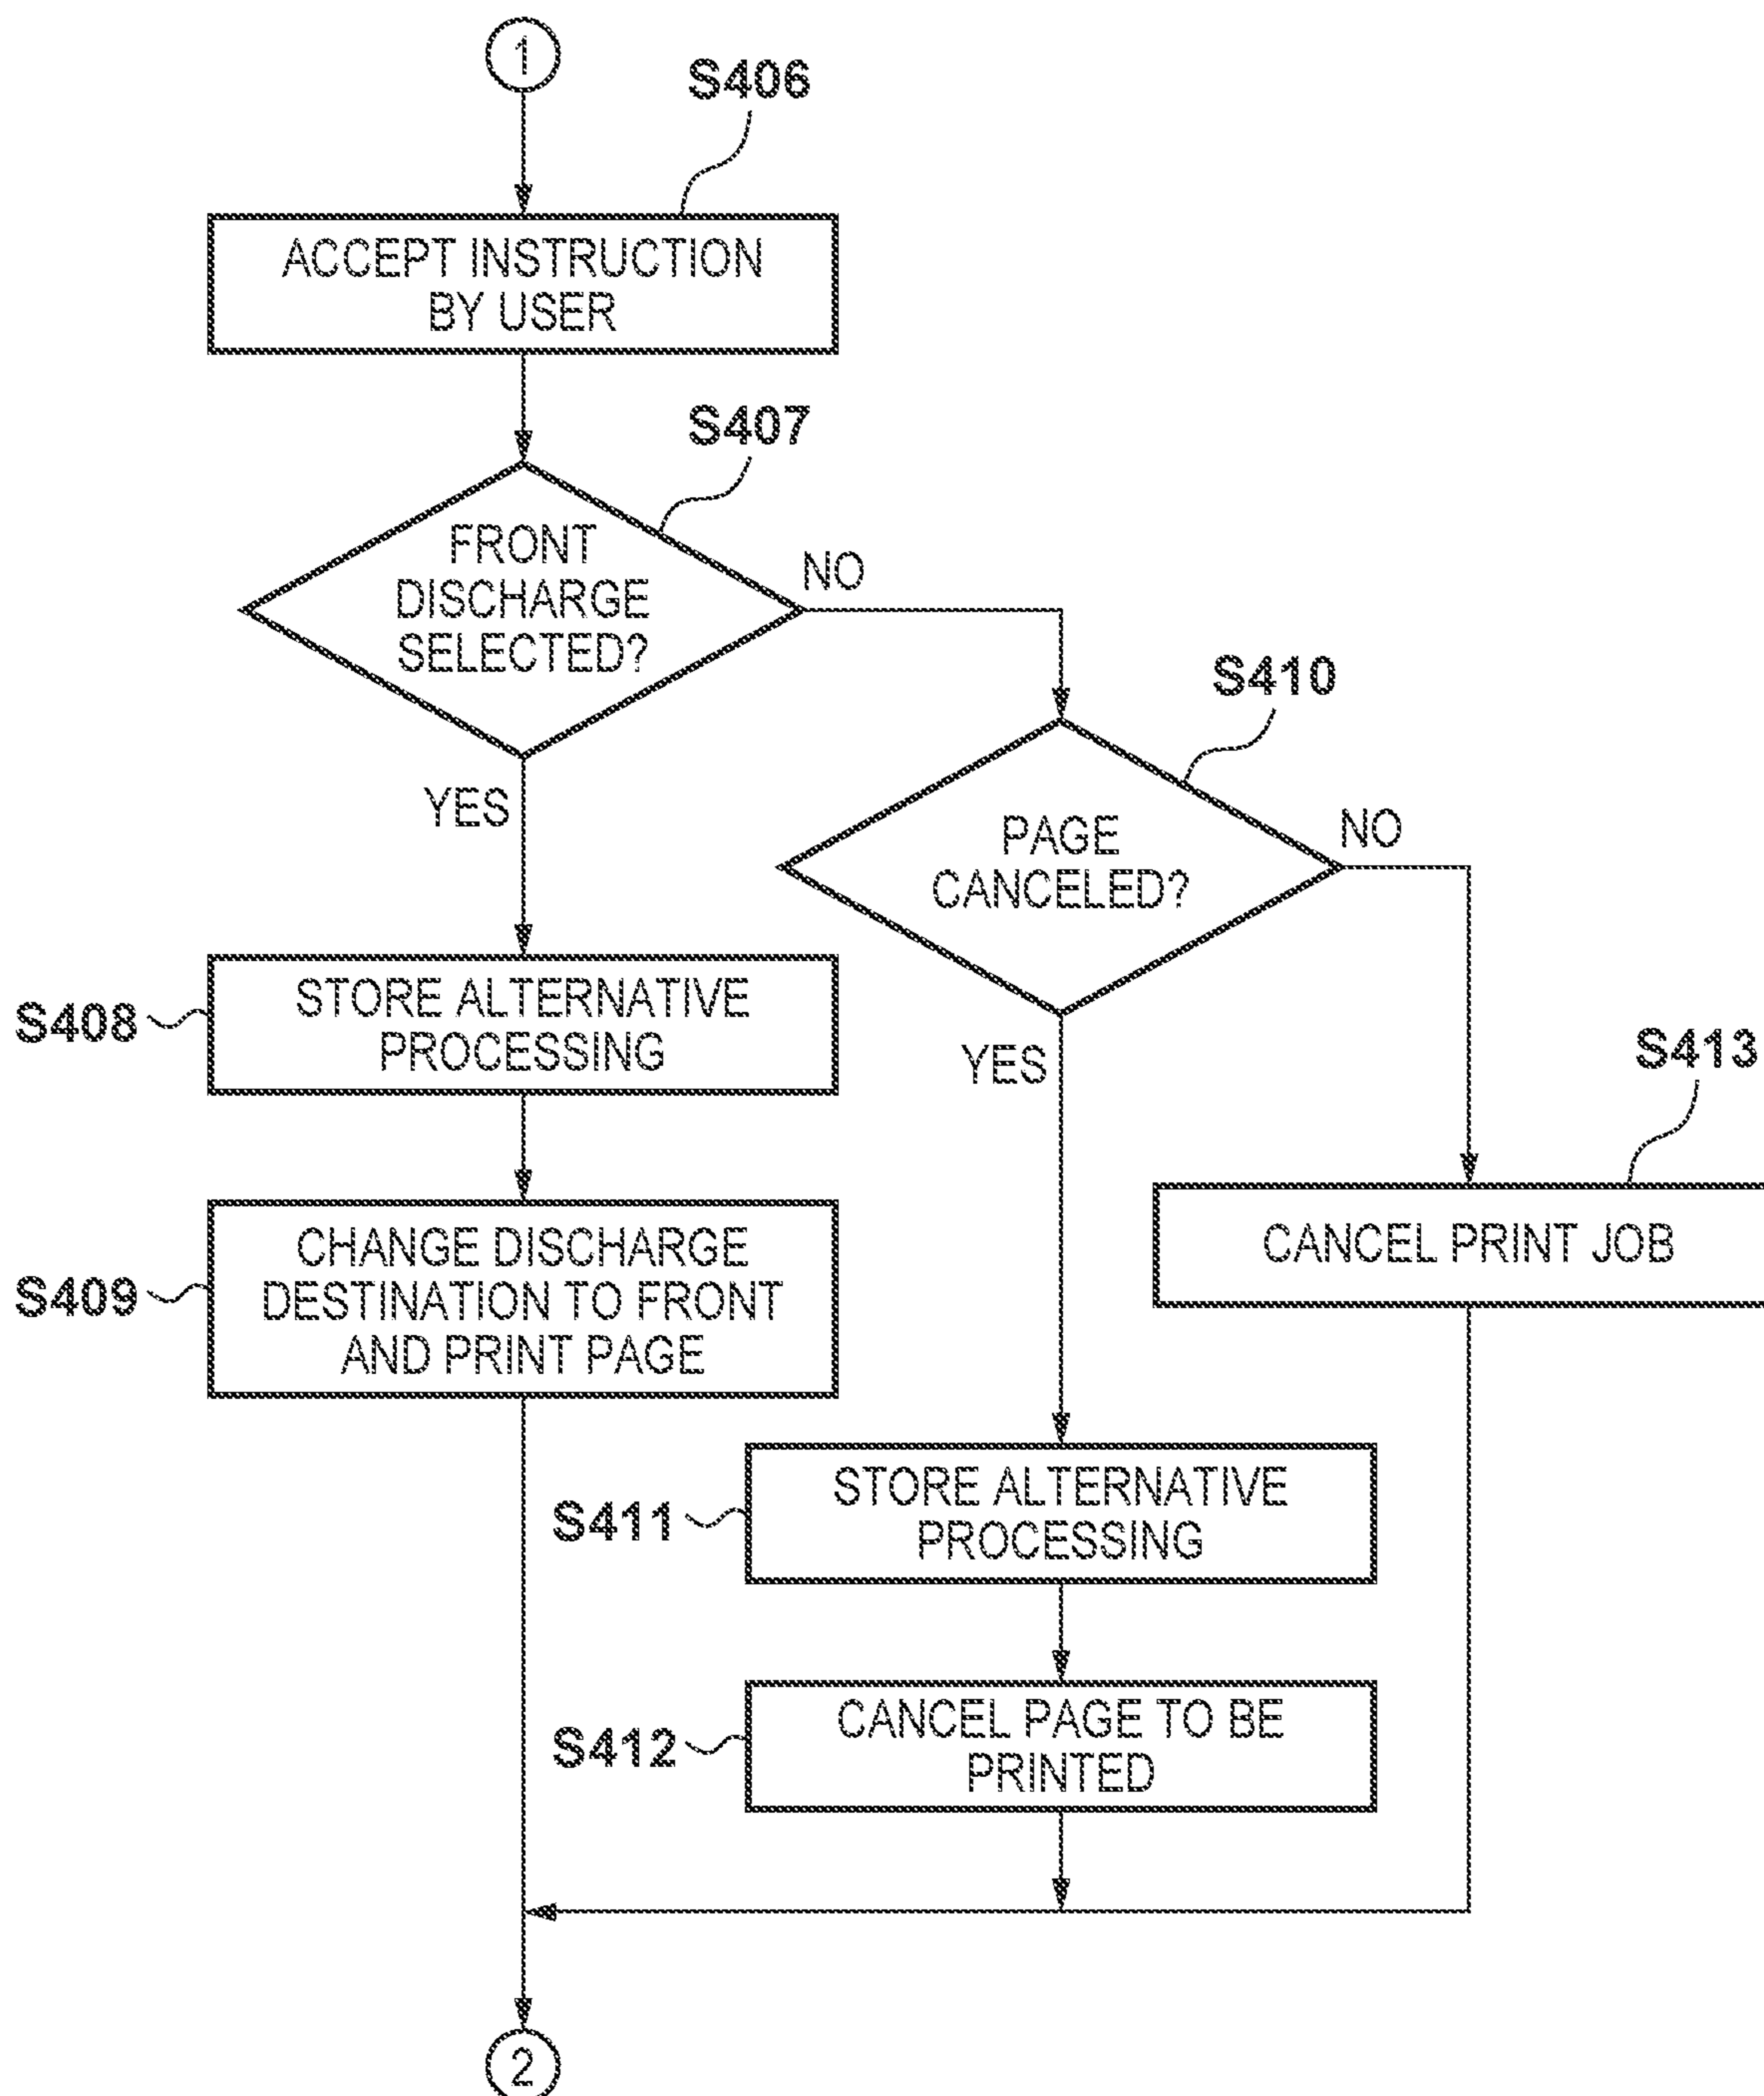 1
S406
ACCEPT INSTRUCTION
BY USER
S407
FRONT
DISCHARGE
SELECTED?
NO
YES
S410
PAGE
CANCELED?
NO
YES
S408
STORE ALTERNATIVE
PROCESSING
S413
CANCEL PRINT JOB
S409
CHANGE DISCHARGE
DESTINATION TO FRONT
AND PRINT PAGE
S411
STORE ALTERNATIVE
PROCESSING
S412
CANCEL PAGE TO BE
PRINTED
2